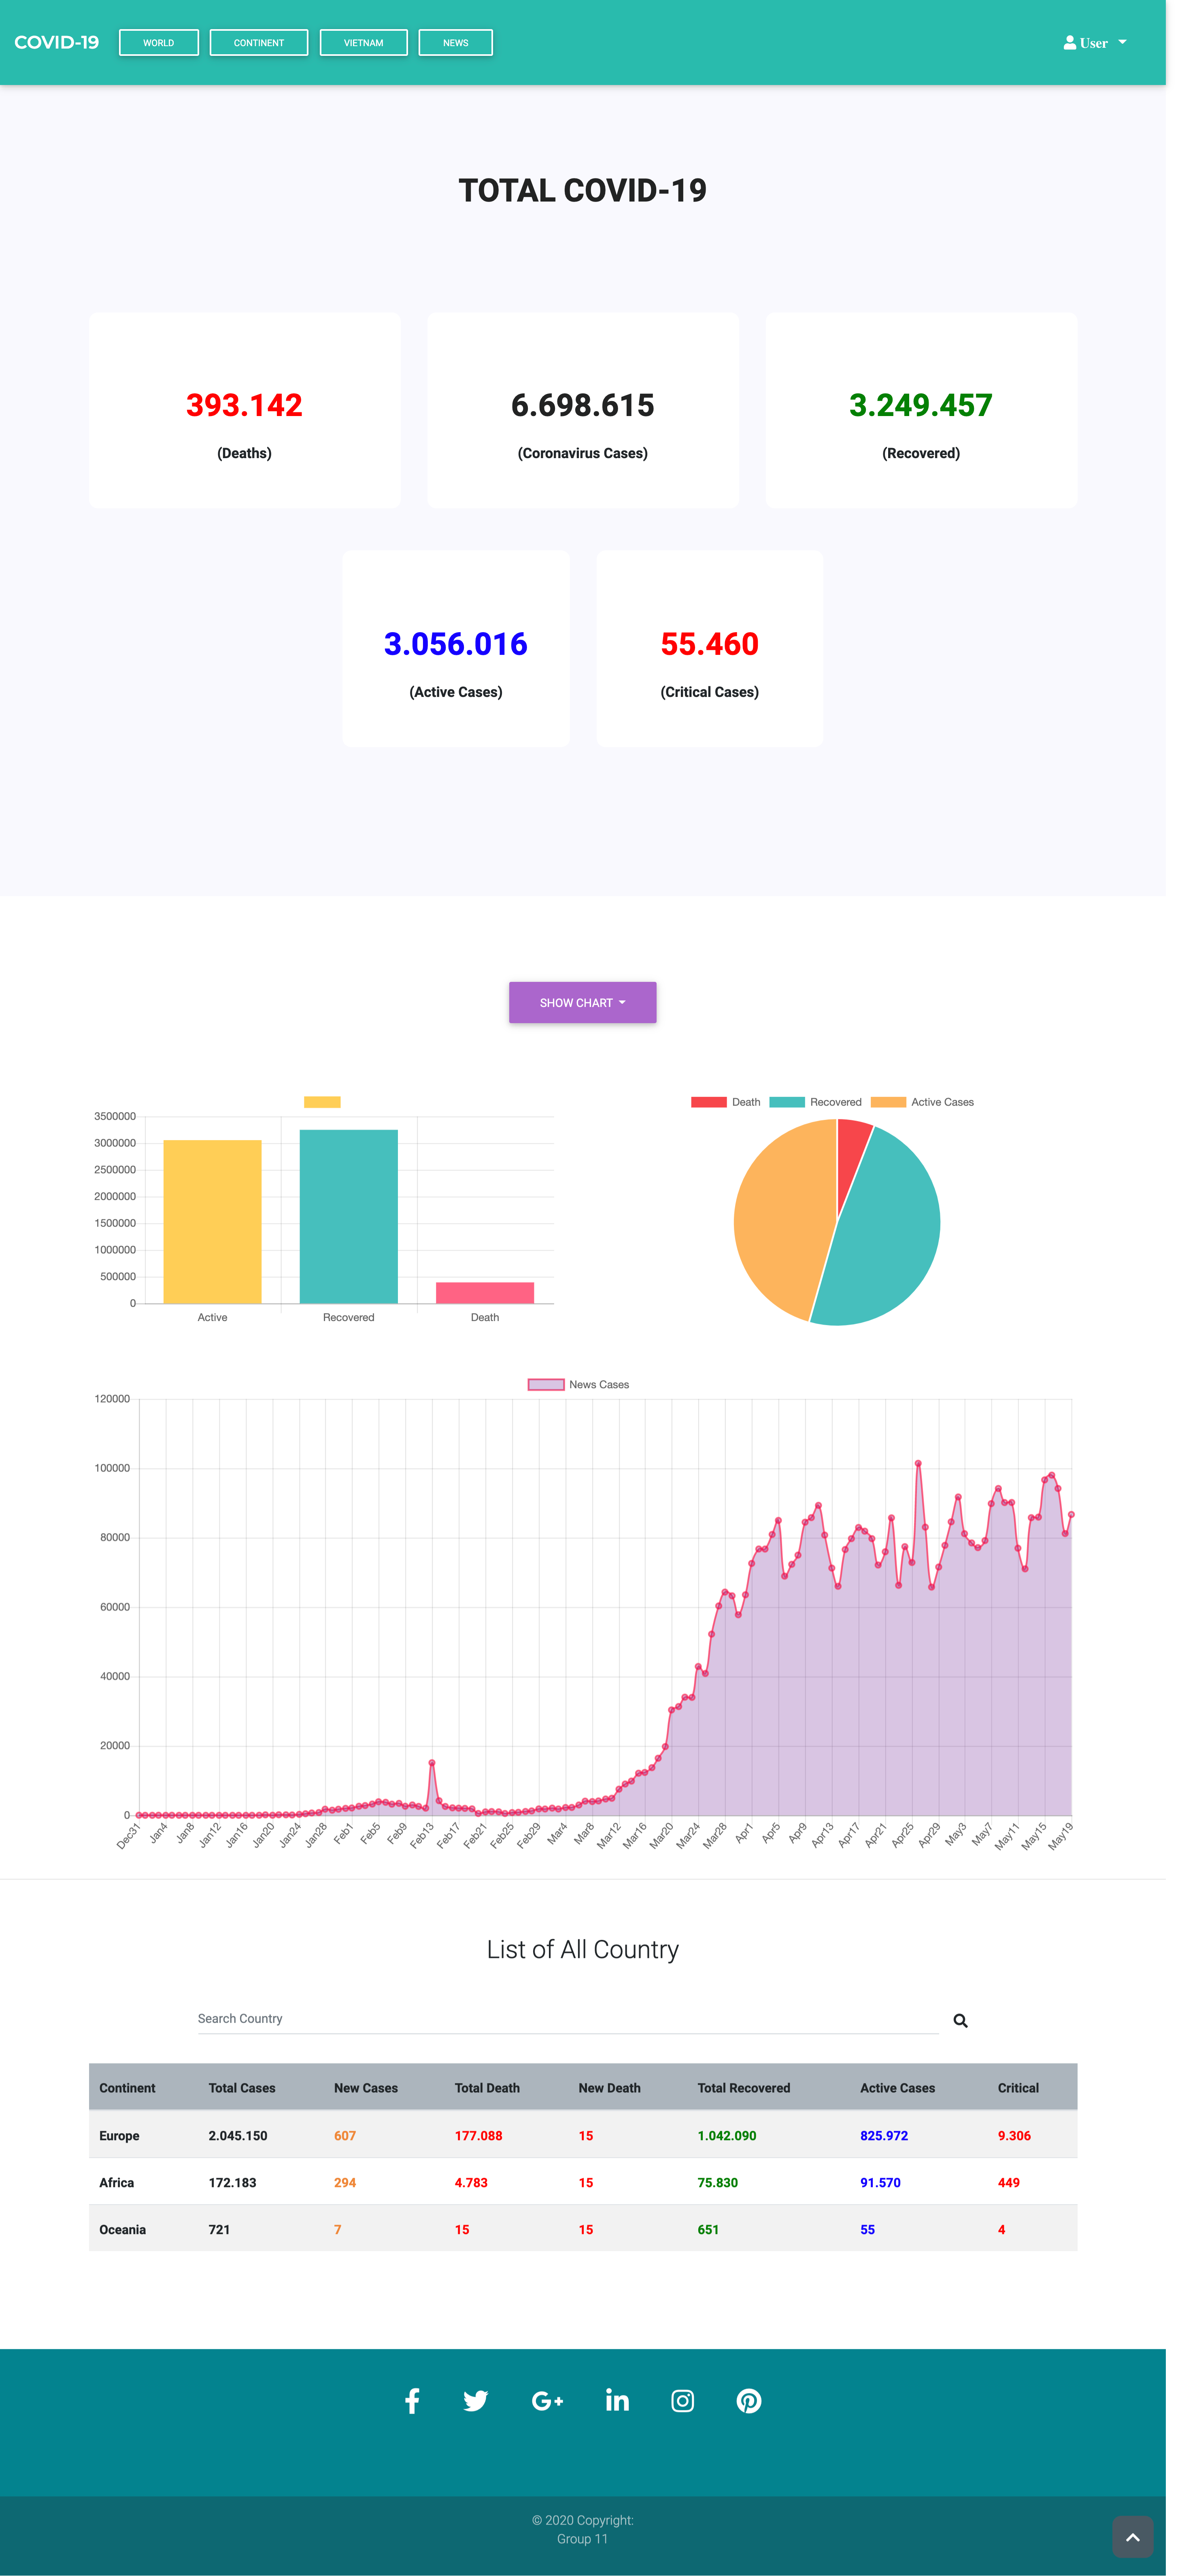 COVID-19 WORLD CONTINENT VIETNAM NEWS User
TOTAL COVID-19
393.142 6.698.615 3.249.457
(Deaths) (Coronavirus Cases) (Recovered)
3.056.016 55.460
(Active Cases) (Critical Cases)
SHOW CHART
Death Recovered Active Cases
3500000
3000000
2500000
2000000
1500000
1000000
500000
0
Active Recovered Death
News Cases
120000
100000
80000
60000
40000
20000
0
Dec31 Jan4 Jan8 Jan12 Jan16 Jan20 Jan24 Jan28 Feb1 Feb5 Feb9 Feb13 Feb17 Feb21 Feb25 Feb29 Mar4 Mar8 Mar12 Mar16 Mar20 Mar24 Mar28 Apr1 Apr5 Apr9 Apr13 Apr17 Apr21 Apr25 Apr29 May3 May7 May11 May15 May19
List of All Country
Search Country
Continent Total Cases New Cases Total Death New Death Total Recovered Active Cases Critical
Europe 2.045.150 607 177.088 15 1.042.090 825.972 9.306
Africa 172.183 294 4.783 15 75.830 91.570 449
Oceania 721 7 15 15 651 55 4
© 2020 Copyright:
Group 11